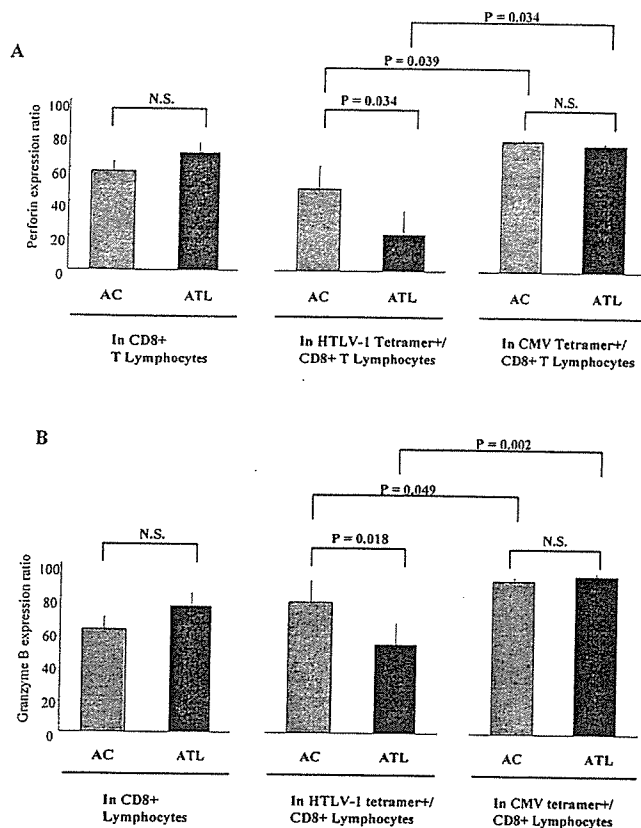 A
P = 0.034
P = 0.039
N.S.
P = 0.034
N.S.
Perforin expression ratio
100
80
60
40
20
0
AC ATL AC ATL AC ATL
In CD8+
T Lymphocytes
In HTLV-1 Tetramer+/
CD8+ T Lymphocytes
In CMV Tetramer+/
CD8+ T Lymphocytes
B
P = 0.002
P = 0.049
N.S.
P = 0.018
N.S.
Granzyme B expression ratio
100
80
60
40
20
0
AC ATL AC ATL AC ATL
In CD8+
Lymphocytes
In HTLV-1 tetramer+/
CD8+ Lymphocytes
In CMV tetramer+/
CD8+ Lymphocytes